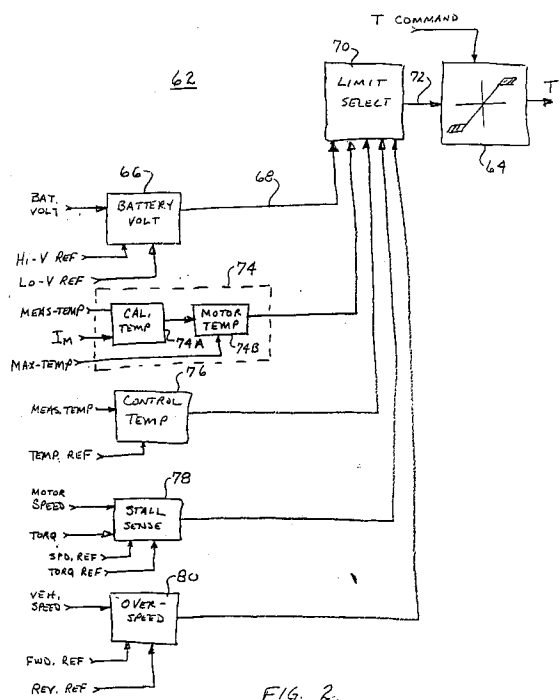 T COMMAND
70
62
LIMIT
SELECT
72
T
64
66
68
BAT.
VOLT
BATTERY
VOLT
Hi-V REF
LO-V REF
74
MEAS-TEMP
CAL.
TEMP
MOTOR
TEMP
IM
74A
74B
MAX-TEMP
76
MEAS.TEMP
CONTROL
TEMP
TEMP. REF
78
MOTOR
SPEED
STALL
SENSE
TORQ
SPD. REF
TORQ REF
80
VEH.
SPEED
OVER-
SPEED
FWD. REF
REV. REF
FIG. 2.